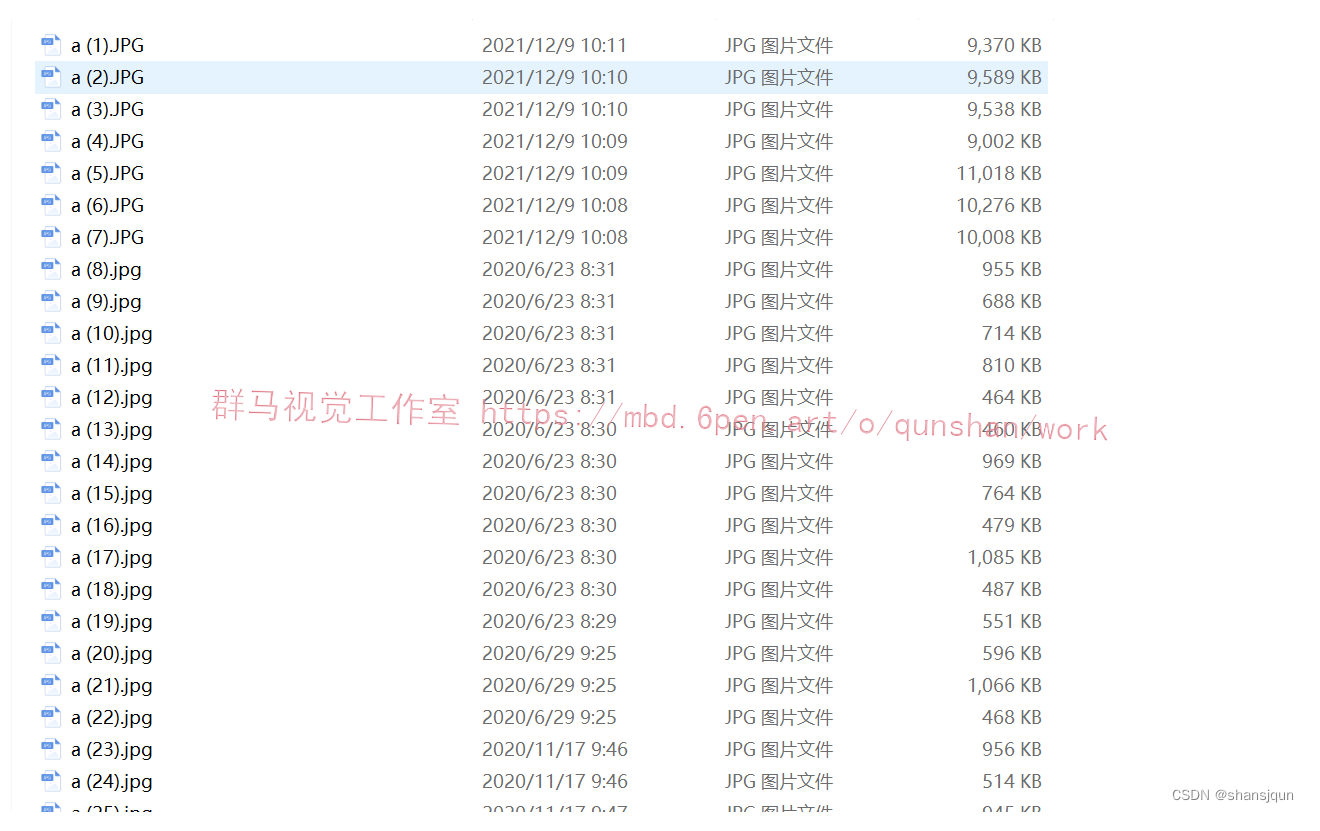 a (1).JPG 2021/12/9 10:11 JPG 图片文件 9,370 KB
a (2).JPG 2021/12/9 10:10 JPG 图片文件 9,589 KB
a (3).JPG 2021/12/9 10:10 JPG 图片文件 9,538 KB
a (4).JPG 2021/12/9 10:09 JPG 图片文件 9,002 KB
a (5).JPG 2021/12/9 10:09 JPG 图片文件 11,018 KB
a (6).JPG 2021/12/9 10:08 JPG 图片文件 10,276 KB
a (7).JPG 2021/12/9 10:08 JPG 图片文件 10,008 KB
a (8).jpg 2020/6/23 8:31 JPG 图片文件 955 KB
a (9).jpg 2020/6/23 8:31 JPG 图片文件 688 KB
a (10).jpg 2020/6/23 8:31 JPG 图片文件 714 KB
a (11).jpg 2020/6/23 8:31 JPG 图片文件 810 KB
a (12).jpg 2020/6/23 8:31 JPG 图片文件 464 KB
群马视觉工作室 https://mbd.6pen.art/o/qunshan/work
a (13).jpg 2020/6/23 8:30 JPG 图片文件 460 KB
a (14).jpg 2020/6/23 8:30 JPG 图片文件 969 KB
a (15).jpg 2020/6/23 8:30 JPG 图片文件 764 KB
a (16).jpg 2020/6/23 8:30 JPG 图片文件 479 KB
a (17).jpg 2020/6/23 8:30 JPG 图片文件 1,085 KB
a (18).jpg 2020/6/23 8:30 JPG 图片文件 487 KB
a (19).jpg 2020/6/23 8:29 JPG 图片文件 551 KB
a (20).jpg 2020/6/29 9:25 JPG 图片文件 596 KB
a (21).jpg 2020/6/29 9:25 JPG 图片文件 1,066 KB
a (22).jpg 2020/6/29 9:25 JPG 图片文件 468 KB
a (23).jpg 2020/11/17 9:46 JPG 图片文件 956 KB
a (24).jpg 2020/11/17 9:46 JPG 图片文件 514 KB
CSDN @shansjqun